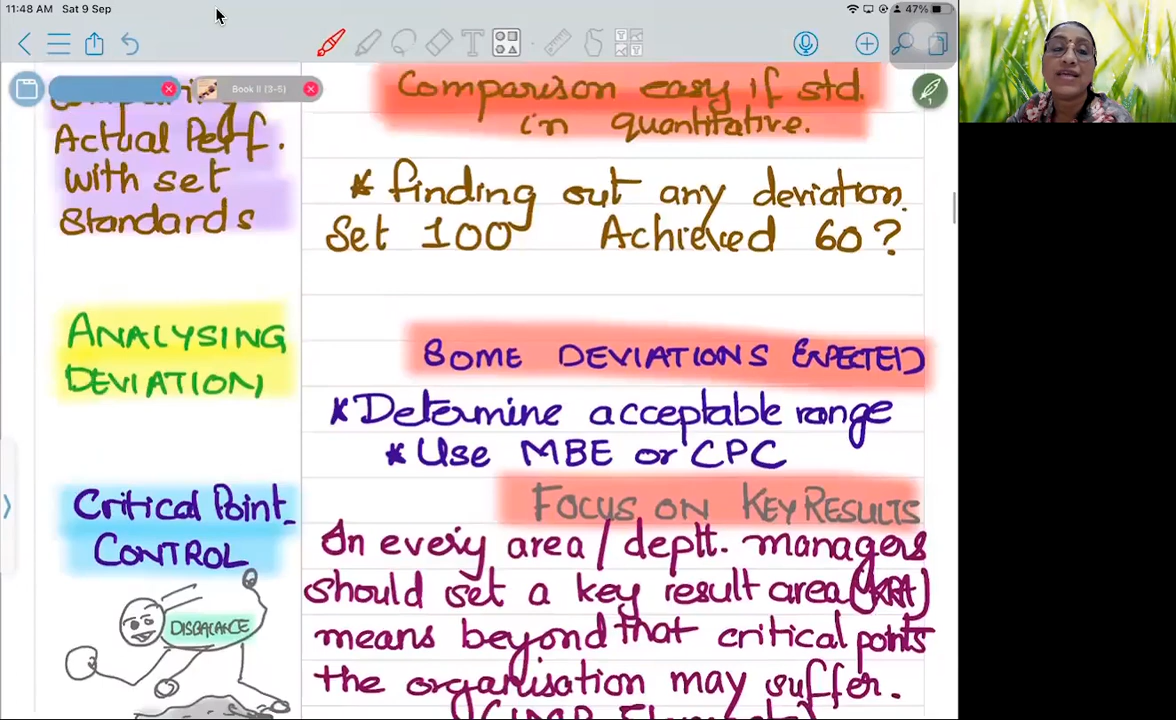 11:48 AM Sat 9 Sep
47%
Book II (3-5)
Comparing
Actual Perf.
with set
Standards
Comparison easy if std.
in quantitative.
* finding out any deviation.
Set 100 Achieved 60?
ANALYSING
DEVIATION
SOME DEVIATIONS EXPECTED
* Determine acceptable range
* Use MBE or CPC
Critical Point
CONTROL
FOCUS ON KEY RESULTS
In every area/deptt. managers
should set a key result area (KRA)
means beyond that critical points
the organisation may suffer.
DISBALANCE